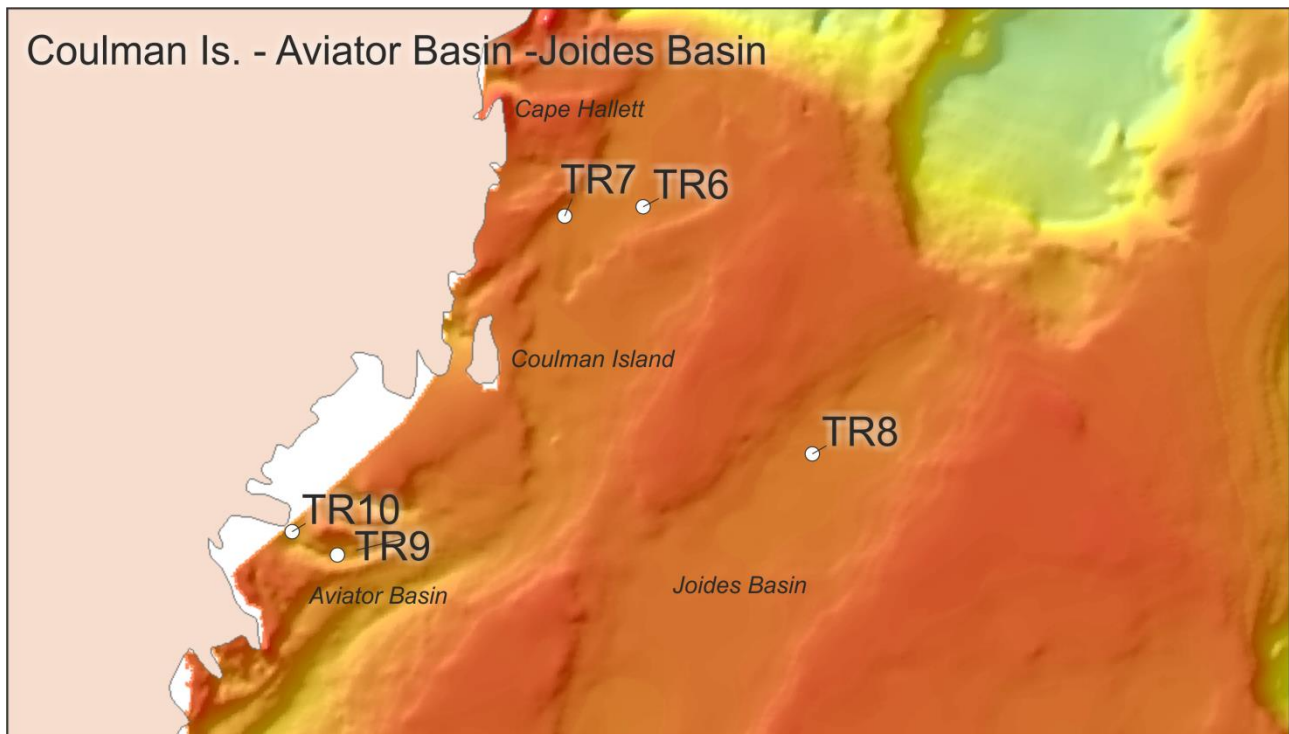 Coulman Is. - Aviator Basin -Joides Basin
Cape Hallett
TR7
TR6
Coulman Island
TR8
TR10
TR9
Aviator Basin
Joides Basin